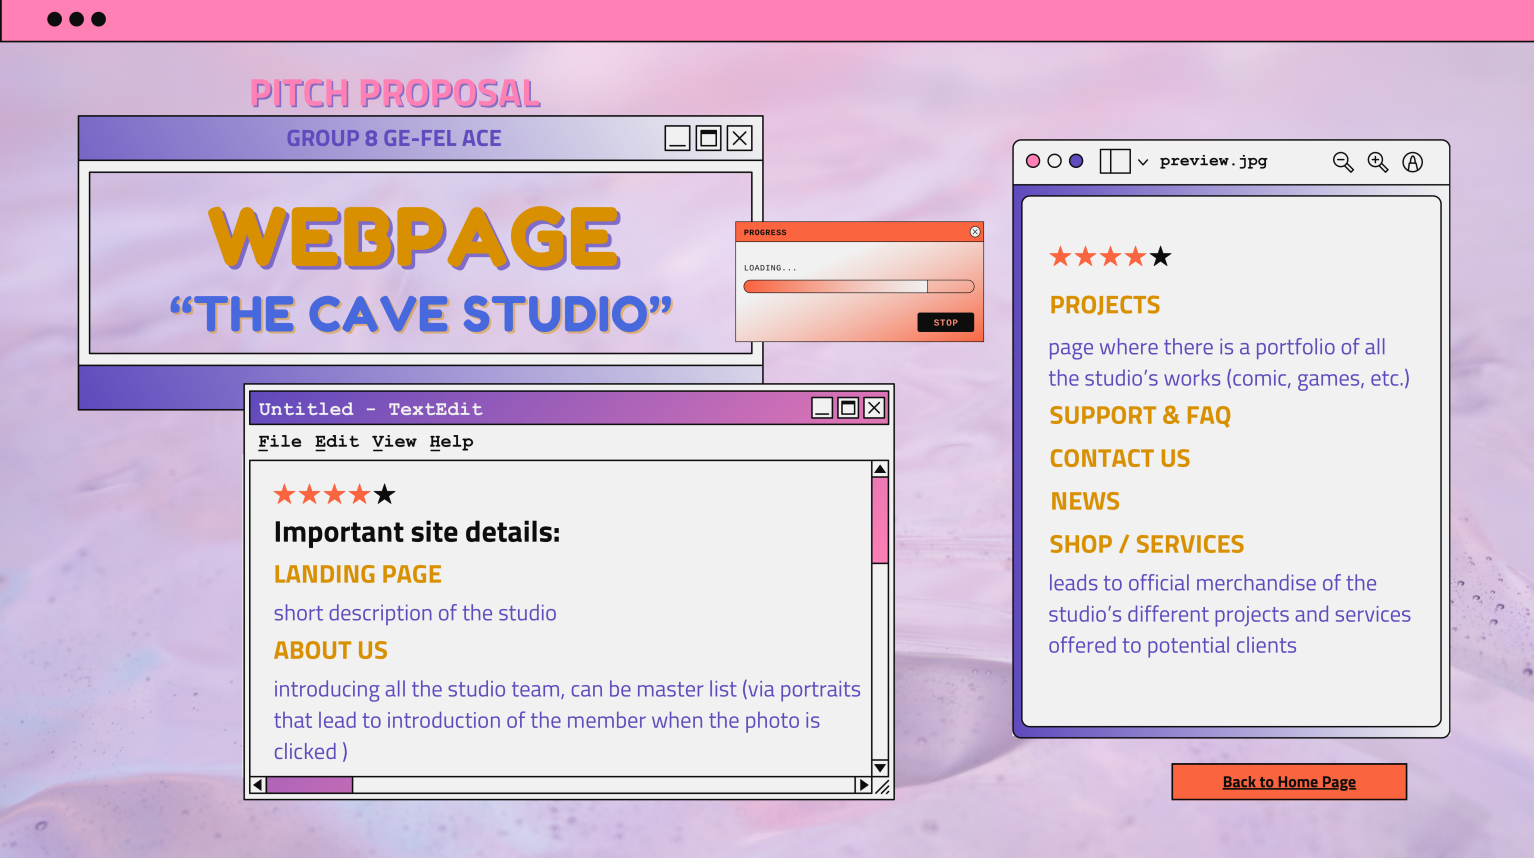 PITCH PROPOSAL
GROUP 8 GE-FEL ACE
WEBPAGE
“THE CAVE STUDIO”
PROGRESS
LOADING...
STOP
Untitled - TextEdit
File Edit View Help
Important site details:
LANDING PAGE
short description of the studio
ABOUT US
introducing all the studio team, can be master list (via portraits
that lead to introduction of the member when the photo is
clicked )
preview.jpg
PROJECTS
page where there is a portfolio of all
the studio’s works (comic, games, etc.)
SUPPORT & FAQ
CONTACT US
NEWS
SHOP / SERVICES
leads to official merchandise of the
studio’s different projects and services
offered to potential clients
Back to Home Page